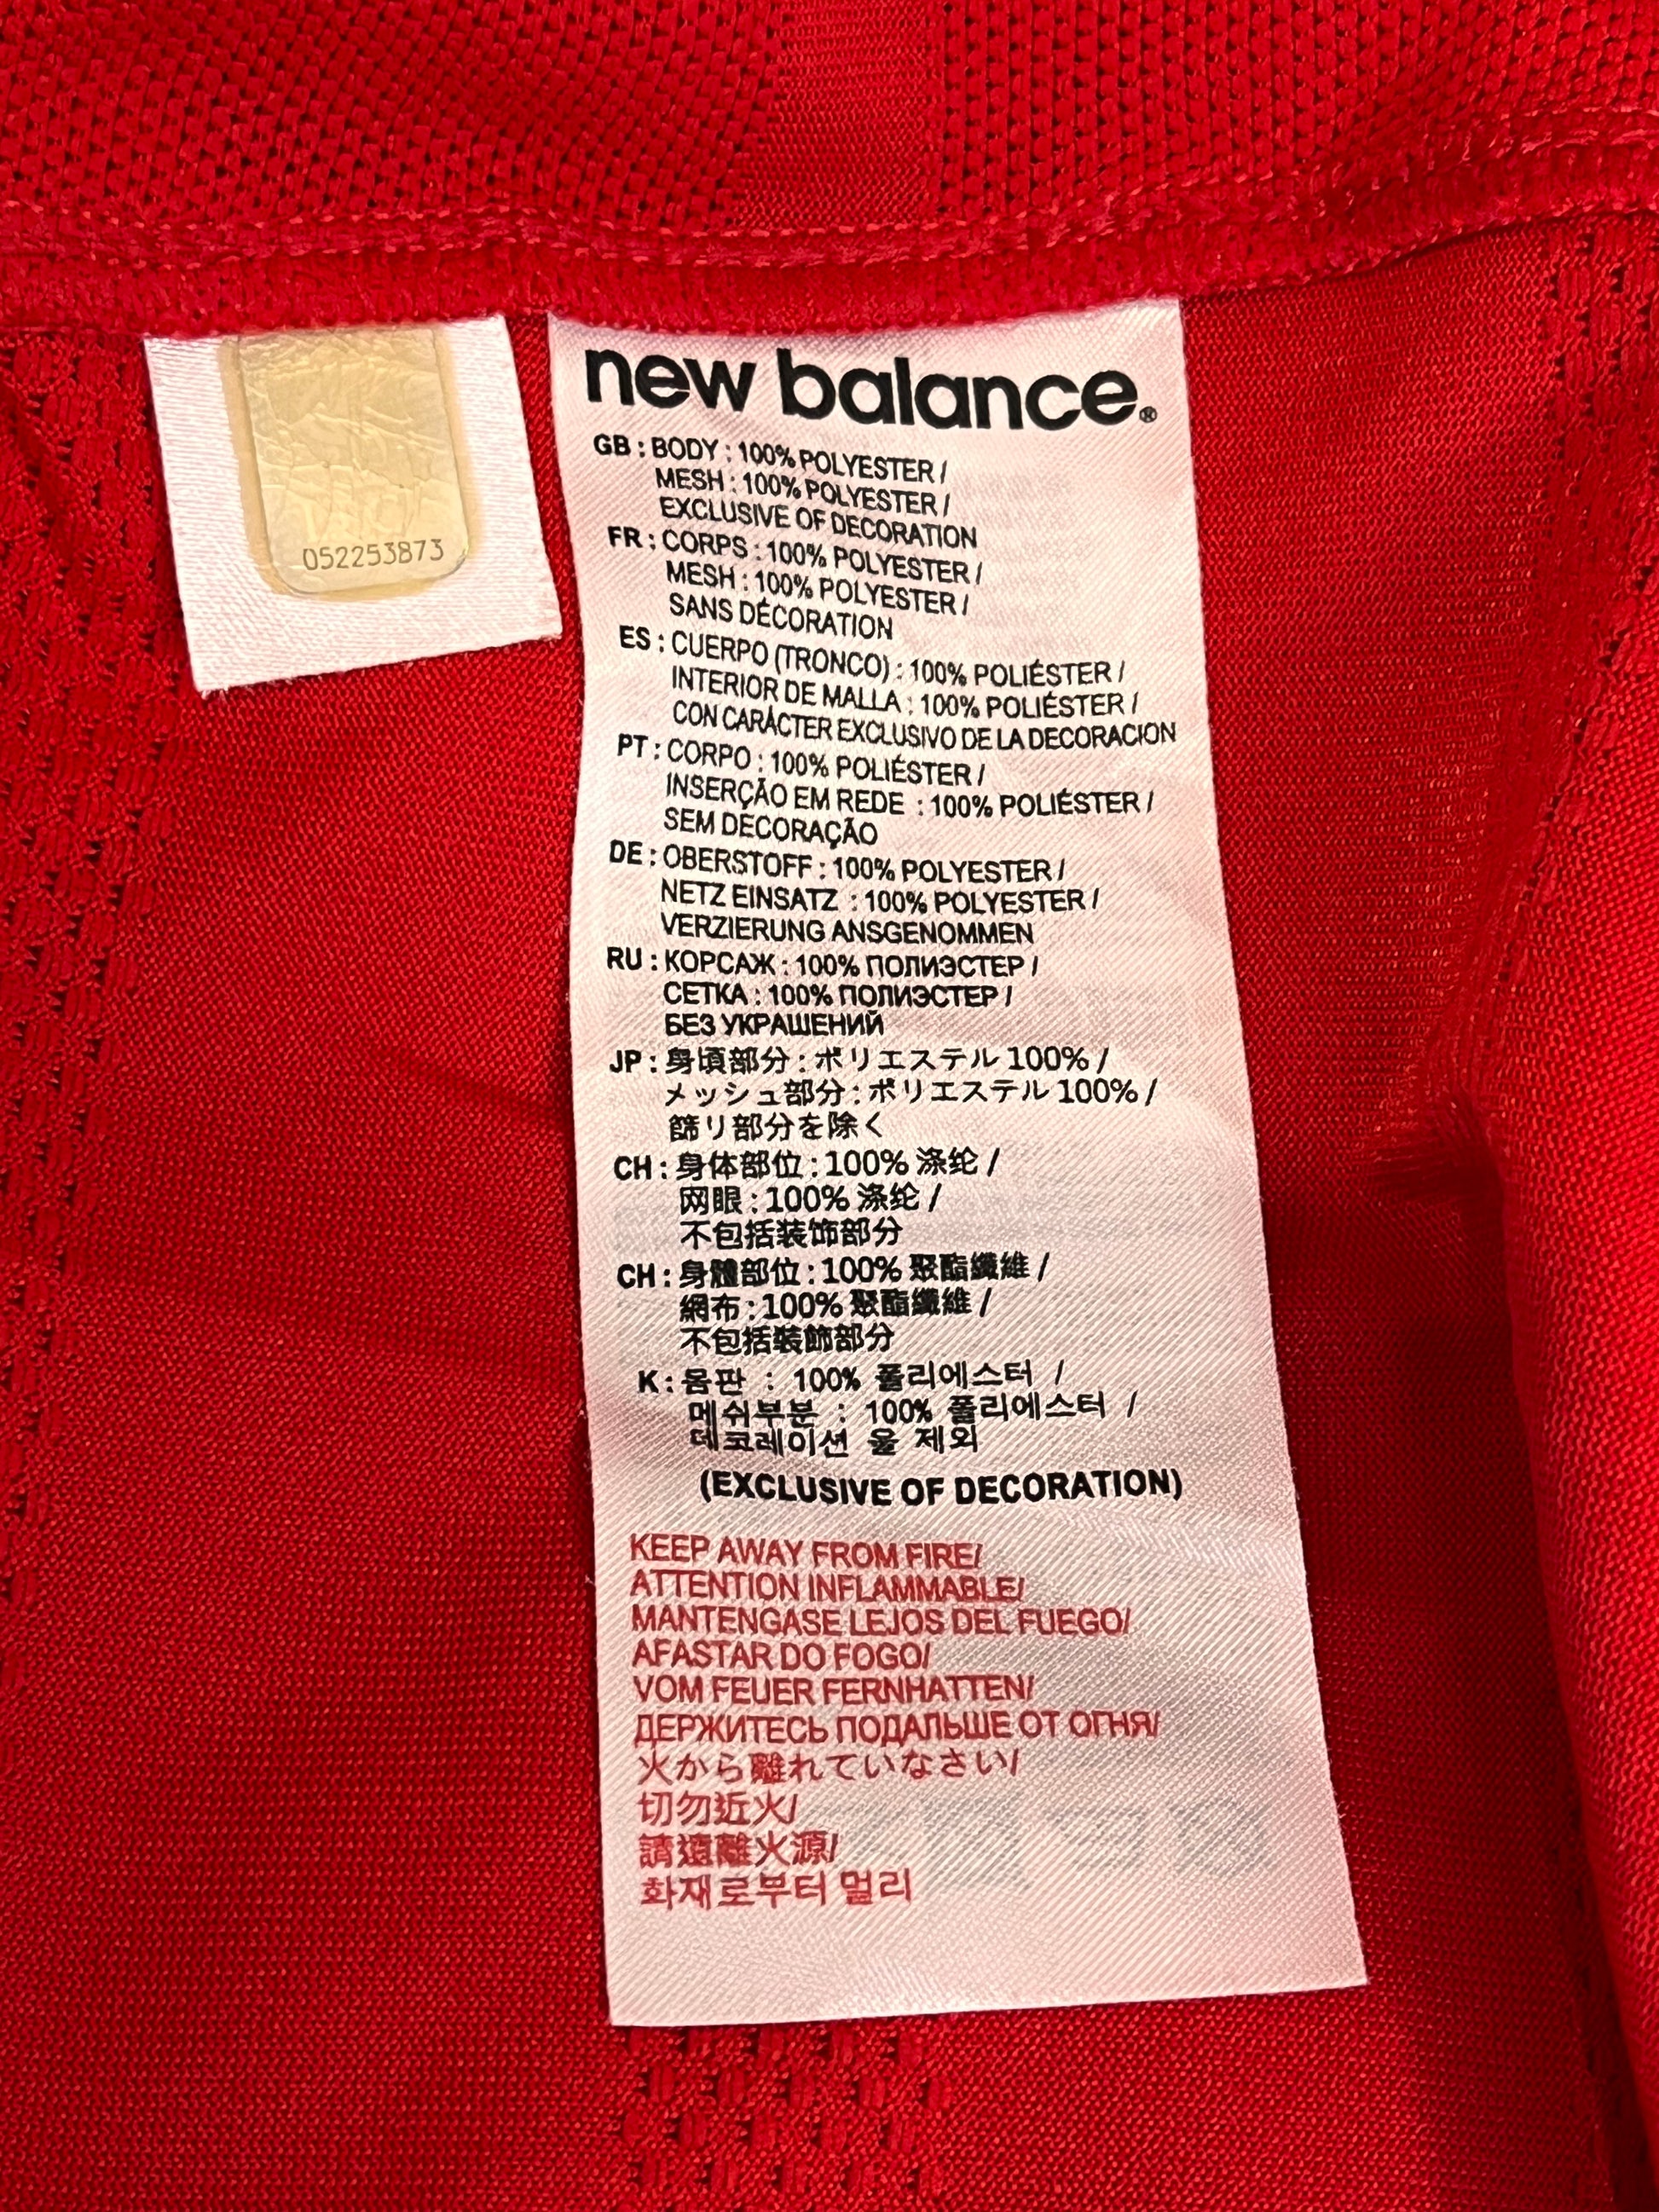 052253873
new balance®
GB : BODY : 100% POLYESTER /
MESH : 100% POLYESTER /
EXCLUSIVE OF DECORATION
FR : CORPS : 100% POLYESTER /
MESH : 100% POLYESTER /
SANS DÉCORATION
ES : CUERPO (TRONCO) : 100% POLIÉSTER /
INTERIOR DE MALLA : 100% POLIÉSTER /
CON CARÁCTER EXCLUSIVO DE LA DECORACION
PT : CORPO : 100% POLIÉSTER /
INSERÇÃO EM REDE : 100% POLIÉSTER /
SEM DECORAÇÃO
DE : OBERSTOFF : 100% POLYESTER /
NETZ EINSATZ : 100% POLYESTER /
VERZIERUNG ANSGENOMMEN
RU : КОРСАЖ : 100% ПОЛИЭСТЕР /
СЕТКА : 100% ПОЛИЭСТЕР /
БЕЗ УКРАШЕНИЙ
JP : 身頃部分 : ポリエステル 100% /
メッシュ部分 : ポリエステル 100% /
篩り部分を除く
CH : 身体部位 : 100% 涤纶 /
网眼 : 100% 涤纶 /
不包括装饰部分
CH : 身體部位 : 100% 聚酯纖維 /
網布 : 100% 聚酯纖維 /
不包括裝飾部分
K : 몸판 : 100% 폴리에스터 /
메쉬부분 : 100% 폴리에스터 /
데코레이션 을 제외
(EXCLUSIVE OF DECORATION)
KEEP AWAY FROM FIRE/
ATTENTION INFLAMMABLE/
MANTENGASE LEJOS DEL FUEGO/
AFASTAR DO FOGO/
VOM FEUER FERNHATTEN/
ДЕРЖИТЕСЬ ПОДАЛЬШЕ ОТ ОГНЯ/
火から離れていなさい/
切勿近火/
請遠離火源/
화재로부터 멀리